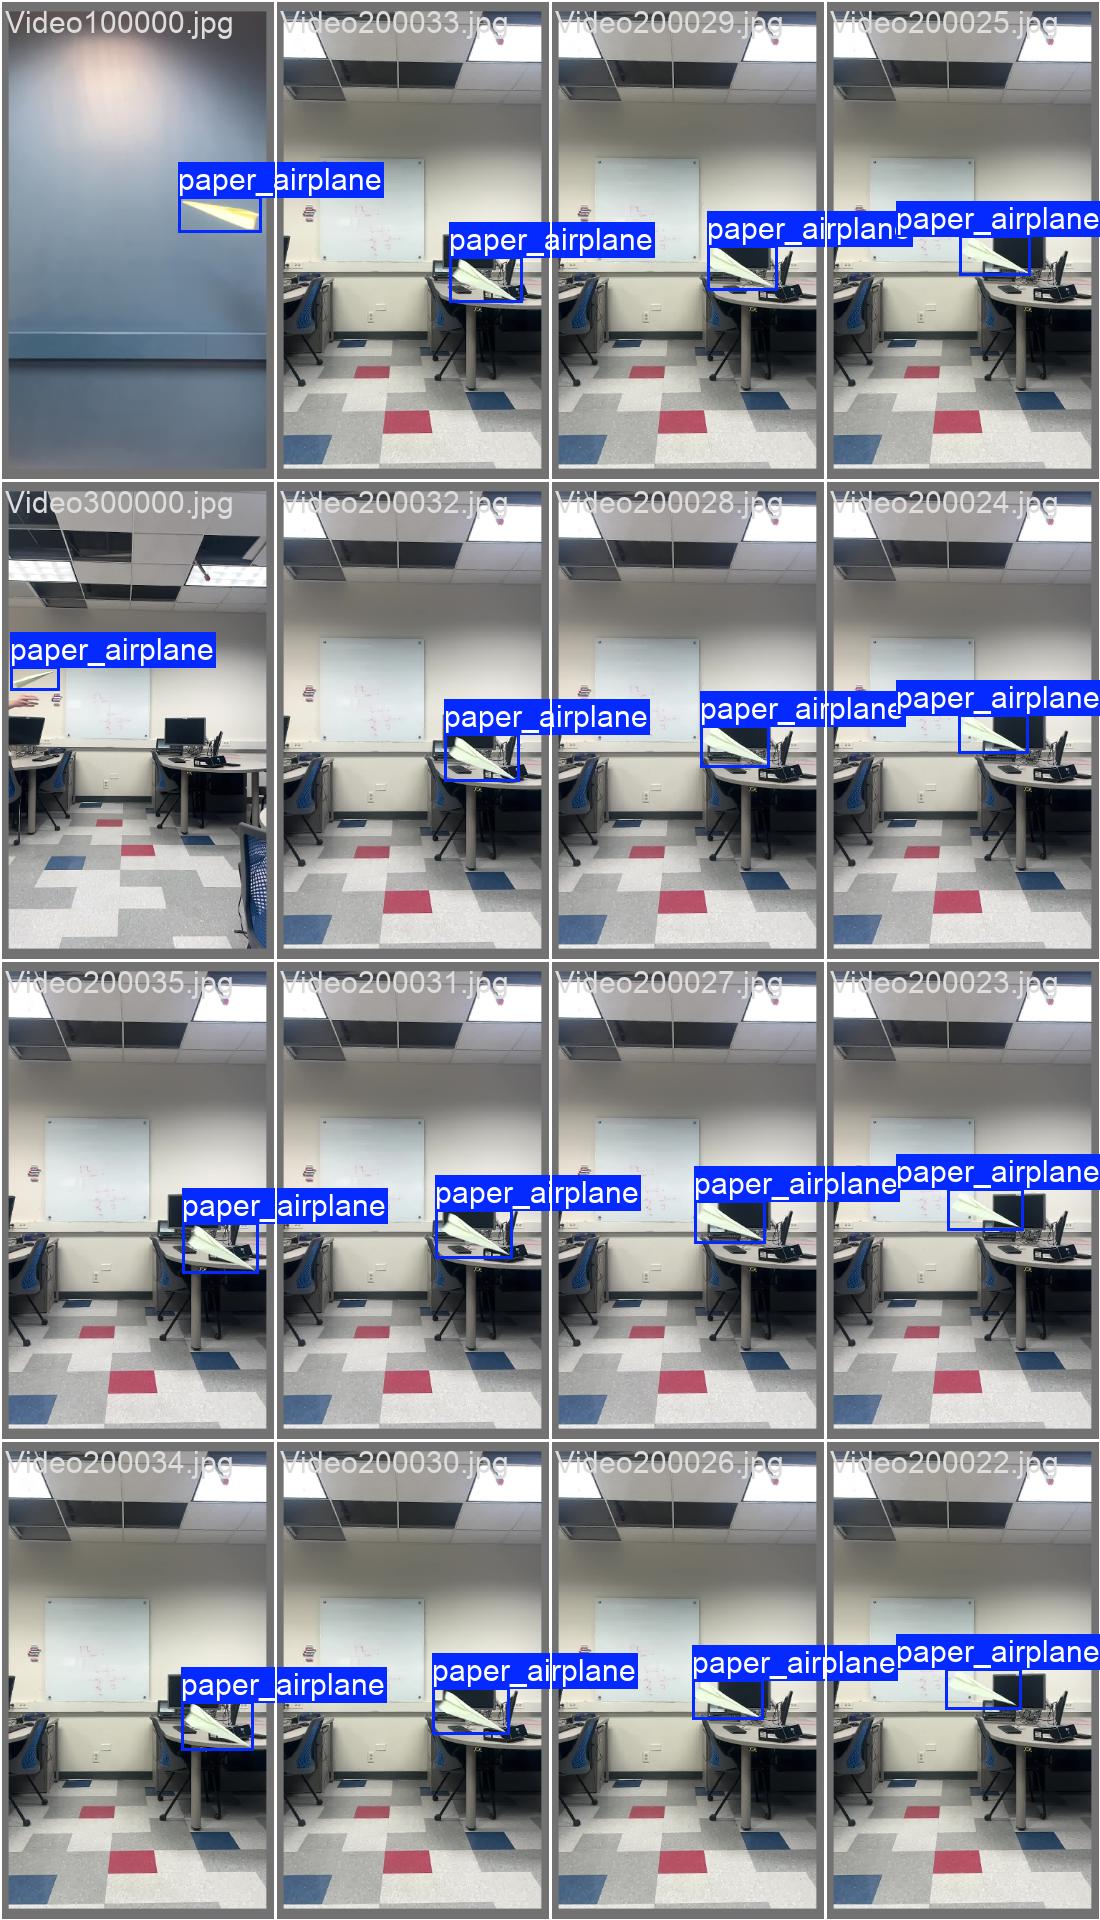 Video100000.jpg
Video200033.jpg
Video200029.jpg
Video200025.jpg
paper_airplane
paper_airplane
paper_airplane
paper_airplane
Video300000.jpg
Video200032.jpg
Video200028.jpg
Video200024.jpg
paper_airplane
paper_airplane
paper_airplane
paper_airplane
Video200035.jpg
Video200031.jpg
Video200027.jpg
Video200023.jpg
paper_airplane
paper_airplane
paper_airplane
paper_airplane
Video200034.jpg
Video200030.jpg
Video200026.jpg
Video200022.jpg
paper_airplane
paper_airplane
paper_airplane
paper_airplane